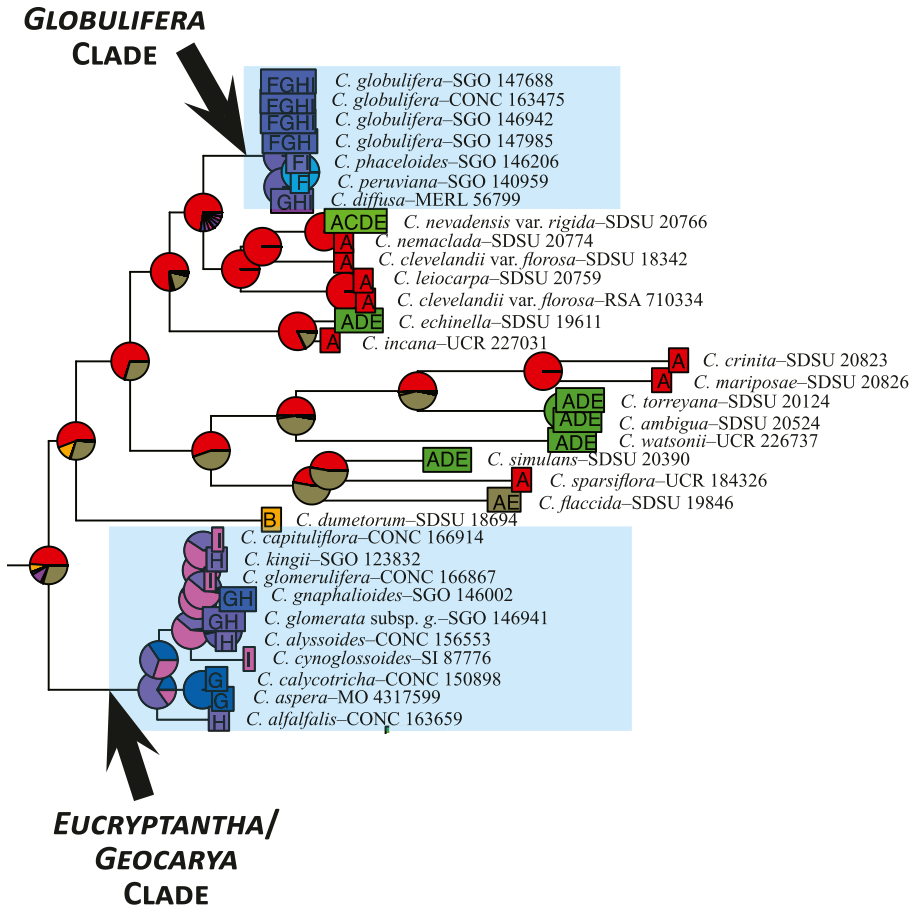 GLOBULIFERA
CLADE
FGHI C. globulifera–SGO 147688
FGHI C. globulifera–CONC 163475
FGHI C. globulifera–SGO 146942
FGH C. globulifera–SGO 147985
FI C. phaceloides–SGO 146206
F C. peruviana–SGO 140959
GHI C. diffusa–MERL 56799
ACDE C. nevadensis var. rigida–SDSU 20766
A C. nemaclada–SDSU 20774
A C. clevelandii var. florosa–SDSU 18342
A C. leiocarpa–SDSU 20759
A C. clevelandii var. florosa–RSA 710334
ADE C. echinella–SDSU 19611
A C. incana–UCR 227031
A C. crinita–SDSU 20823
A C. mariposae–SDSU 20826
ADE C. torreyana–SDSU 20124
ADE C. ambigua–SDSU 20524
ADE C. watsonii–UCR 226737
ADE C. simulans–SDSU 20390
A C. sparsiflora–UCR 184326
AE C. flaccida–SDSU 19846
B C. dumetorum–SDSU 18694
I C. capituliflora–CONC 166914
H C. kingii–SGO 123832
I C. glomerulifera–CONC 166867
GH C. gnaphalioides–SGO 146002
GH C. glomerata subsp. g.–SGO 146941
H C. alyssoides–CONC 156553
I C. cynoglossoides–SI 87776
G C. calycotricha–CONC 150898
G C. aspera–MO 4317599
H C. alfalfalis–CONC 163659
EUCRYPTANTHA/
GEOCARYA
CLADE